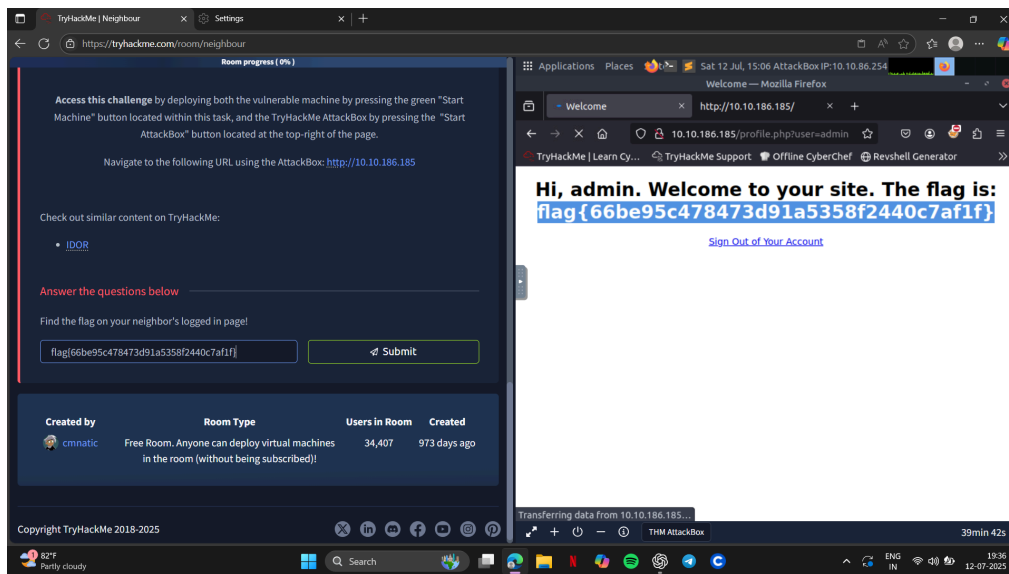 TryHackMe | Neighbour
Settings
https://tryhackme.com/room/neighbour
Room progress ( 0% )
Access this challenge by deploying both the vulnerable machine by pressing the green "Start
Machine" button located within this task, and the TryHackMe AttackBox by pressing the "Start
AttackBox" button located at the top-right of the page.
Navigate to the following URL using the AttackBox: http://10.10.186.185
Check out similar content on TryHackMe:
• IDOR
Answer the questions below
Find the flag on your neighbor's logged in page!
flag{66be95c478473d91a5358f2440c7af1f}
Submit
Created by
Room Type
Users in Room
Created
cmnatic
Free Room. Anyone can deploy virtual machines
in the room (without being subscribed)!
34,407
973 days ago
Copyright TryHackMe 2018-2025
Applications Places
Sat 12 Jul, 15:06 AttackBox IP:10.10.86.254
Welcome — Mozilla Firefox
Welcome
http://10.10.186.185/
10.10.186.185/profile.php?user=admin
TryHackMe | Learn Cy...
TryHackMe Support
Offline CyberChef
Revshell Generator
Hi, admin. Welcome to your site. The flag is:
flag{66be95c478473d91a5358f2440c7af1f}
Sign Out of Your Account
Transferring data from 10.10.186.185...
THM AttackBox
39min 42s
1
82°F
Partly cloudy
Search
ENG
IN
19:36
12-07-2025